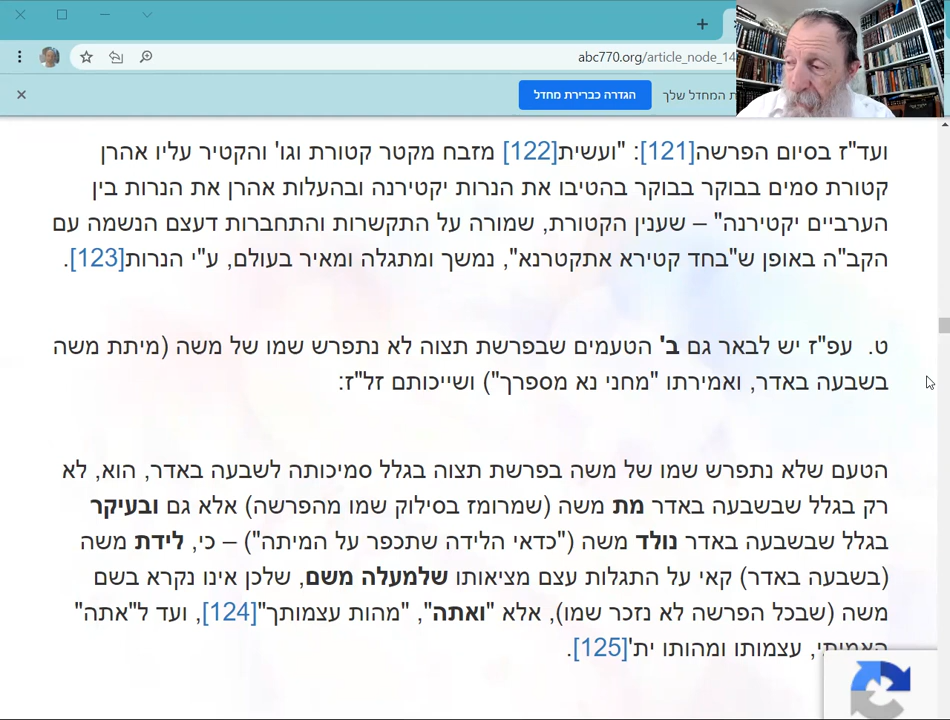 abc770.org/article_node_14
ת המחדל שלך
הגדרה כברירת מחדל
ועד"ז בסיום הפרשה[121]: "ועשית[122] מזבח מקטר קטורת וגו' והקטיר עליו אהרן
קטורת סמים בבוקר בבוקר בהטיבו את הנרות יקטירנה ובהעלות אהרן את הנרות בין
הערביים יקטירנה" – שענין הקטורת, שמורה על התקשרות והתחברות דעצם הנשמה עם
הקב"ה באופן ש"בחד קטירא אתקטרנא", נמשך ומתגלה ומאיר בעולם, ע"י הנרות[123].
ט. עפ"ז יש לבאר גם ב' הטעמים שבפרשת תצוה לא נתפרש שמו של משה (מיתת משה
בשבעה באדר, ואמירתו "מחני נא מספרך") ושייכותם זל"ז:
הטעם שלא נתפרש שמו של משה בפרשת תצוה בגלל סמיכותה לשבעה באדר, הוא, לא
רק בגלל שבשבעה באדר מת משה (שמרומז בסילוק שמו מהפרשה) אלא גם ובעיקר
בגלל שבשבעה באדר נולד משה ("כדאי הלידה שתכפר על המיתה") – כי, לידת משה
(בשבעה באדר) קאי על התגלות עצם מציאותו שלמעלה משם, שלכן אינו נקרא בשם
משה (שבכל הפרשה לא נזכר שמו), אלא "ואתה", "מהות עצמותך"[124], ועד ל"אתה"
האמיתי, עצמותו ומהותו ית'[125].